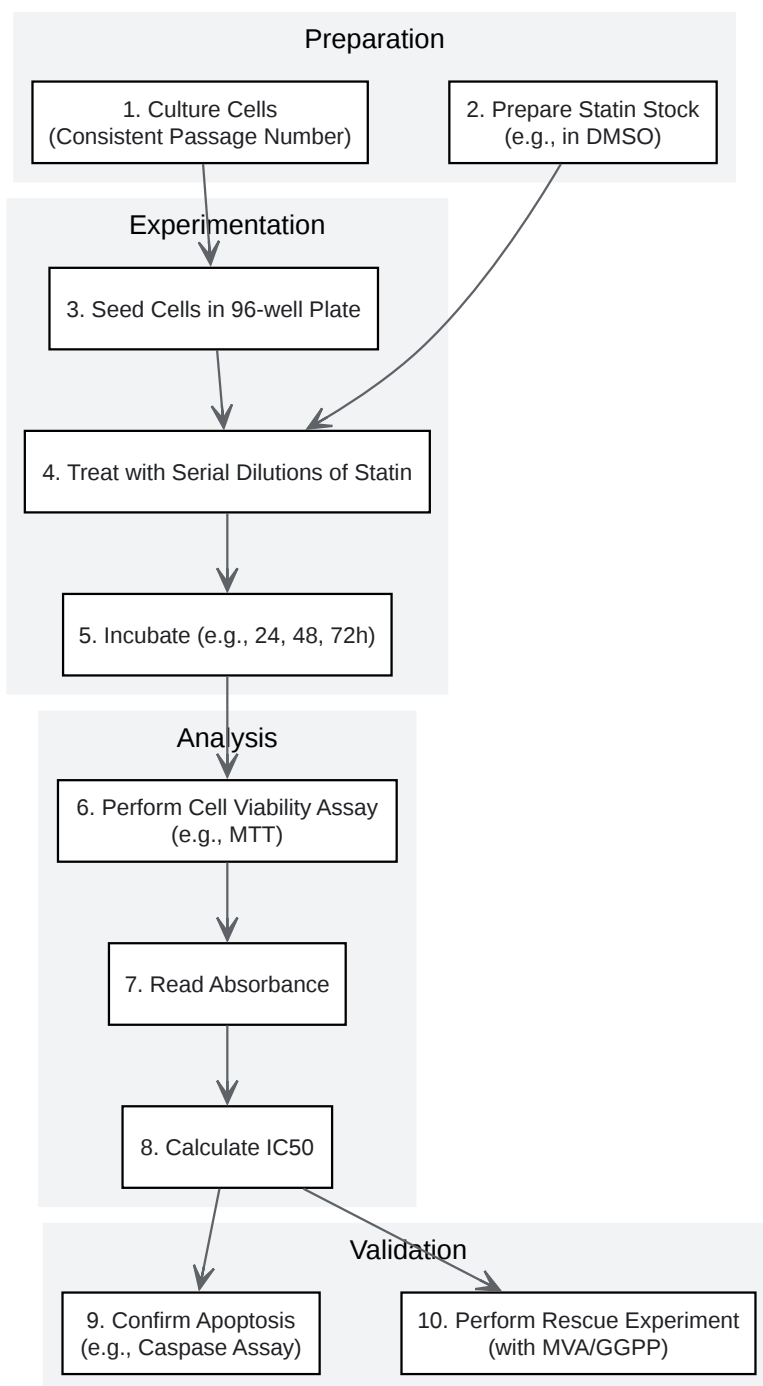 Preparation
1. Culture Cells
(Consistent Passage Number)
2. Prepare Statin Stock
(e.g., in DMSO)
Experimentation
3. Seed Cells in 96-well Plate
4. Treat with Serial Dilutions of Statin
5. Incubate (e.g., 24, 48, 72h)
Analysis
6. Perform Cell Viability Assay
(e.g., MTT)
7. Read Absorbance
8. Calculate IC50
Validation
9. Confirm Apoptosis
(e.g., Caspase Assay)
10. Perform Rescue Experiment
(with MVA/GGPP)